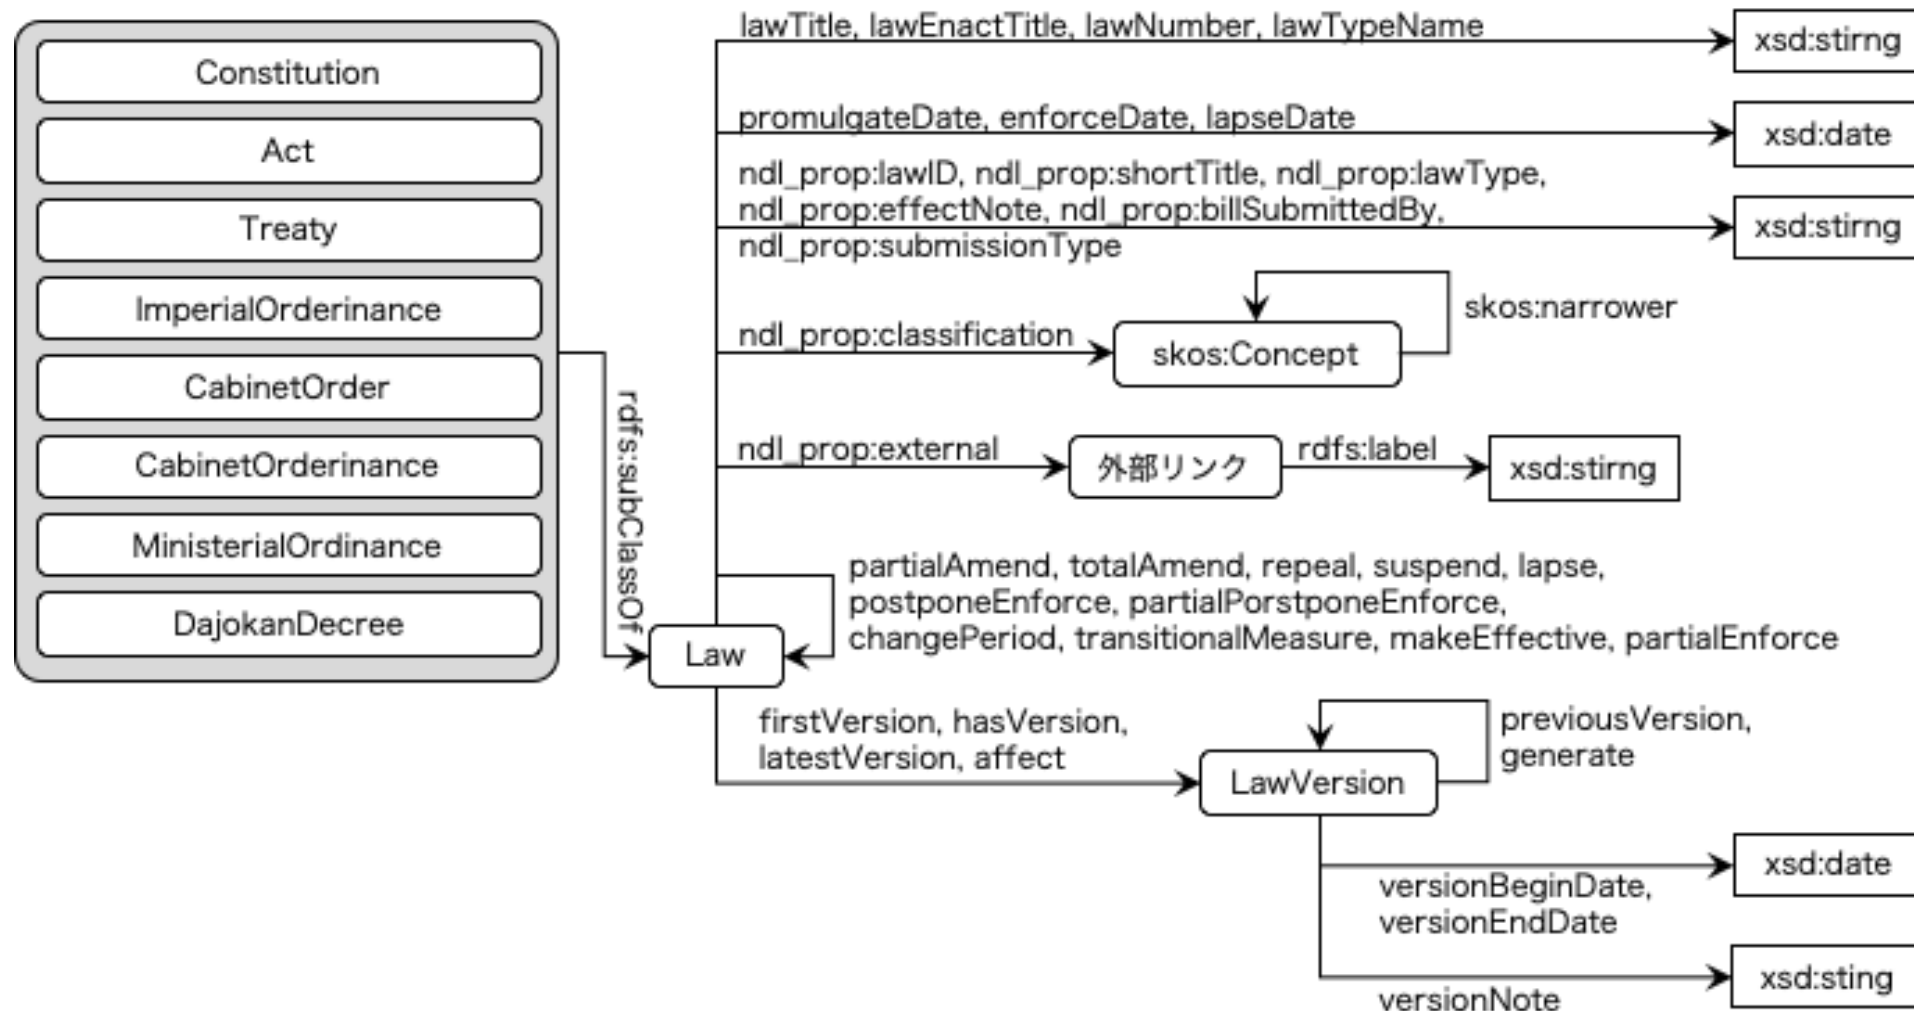 Constitution
Act
Treaty
ImperialOrderinance
CabinetOrder
CabinetOrderinance
MinisterialOrdinance
DajokanDecree
rdfs:subClassOf
Law
lawTitle, lawEnactTitle, lawNumber, lawTypeName
xsd:stirng
promulgateDate, enforceDate, lapseDate
xsd:date
ndl_prop:lawID, ndl_prop:shortTitle, ndl_prop:lawType,
ndl_prop:effectNote, ndl_prop:billSubmittedBy,
ndl_prop:submissionType
xsd:stirng
ndl_prop:classification
skos:Concept
skos:narrower
ndl_prop:external
外部リンク
rdfs:label
xsd:stirng
partialAmend, totalAmend, repeal, suspend, lapse,
postponeEnforce, partialPorstponeEnforce,
changePeriod, transitionalMeasure, makeEffective, partialEnforce
firstVersion, hasVersion,
latestVersion, affect
LawVersion
previousVersion,
generate
versionBeginDate,
versionEndDate
xsd:date
versionNote
xsd:sting